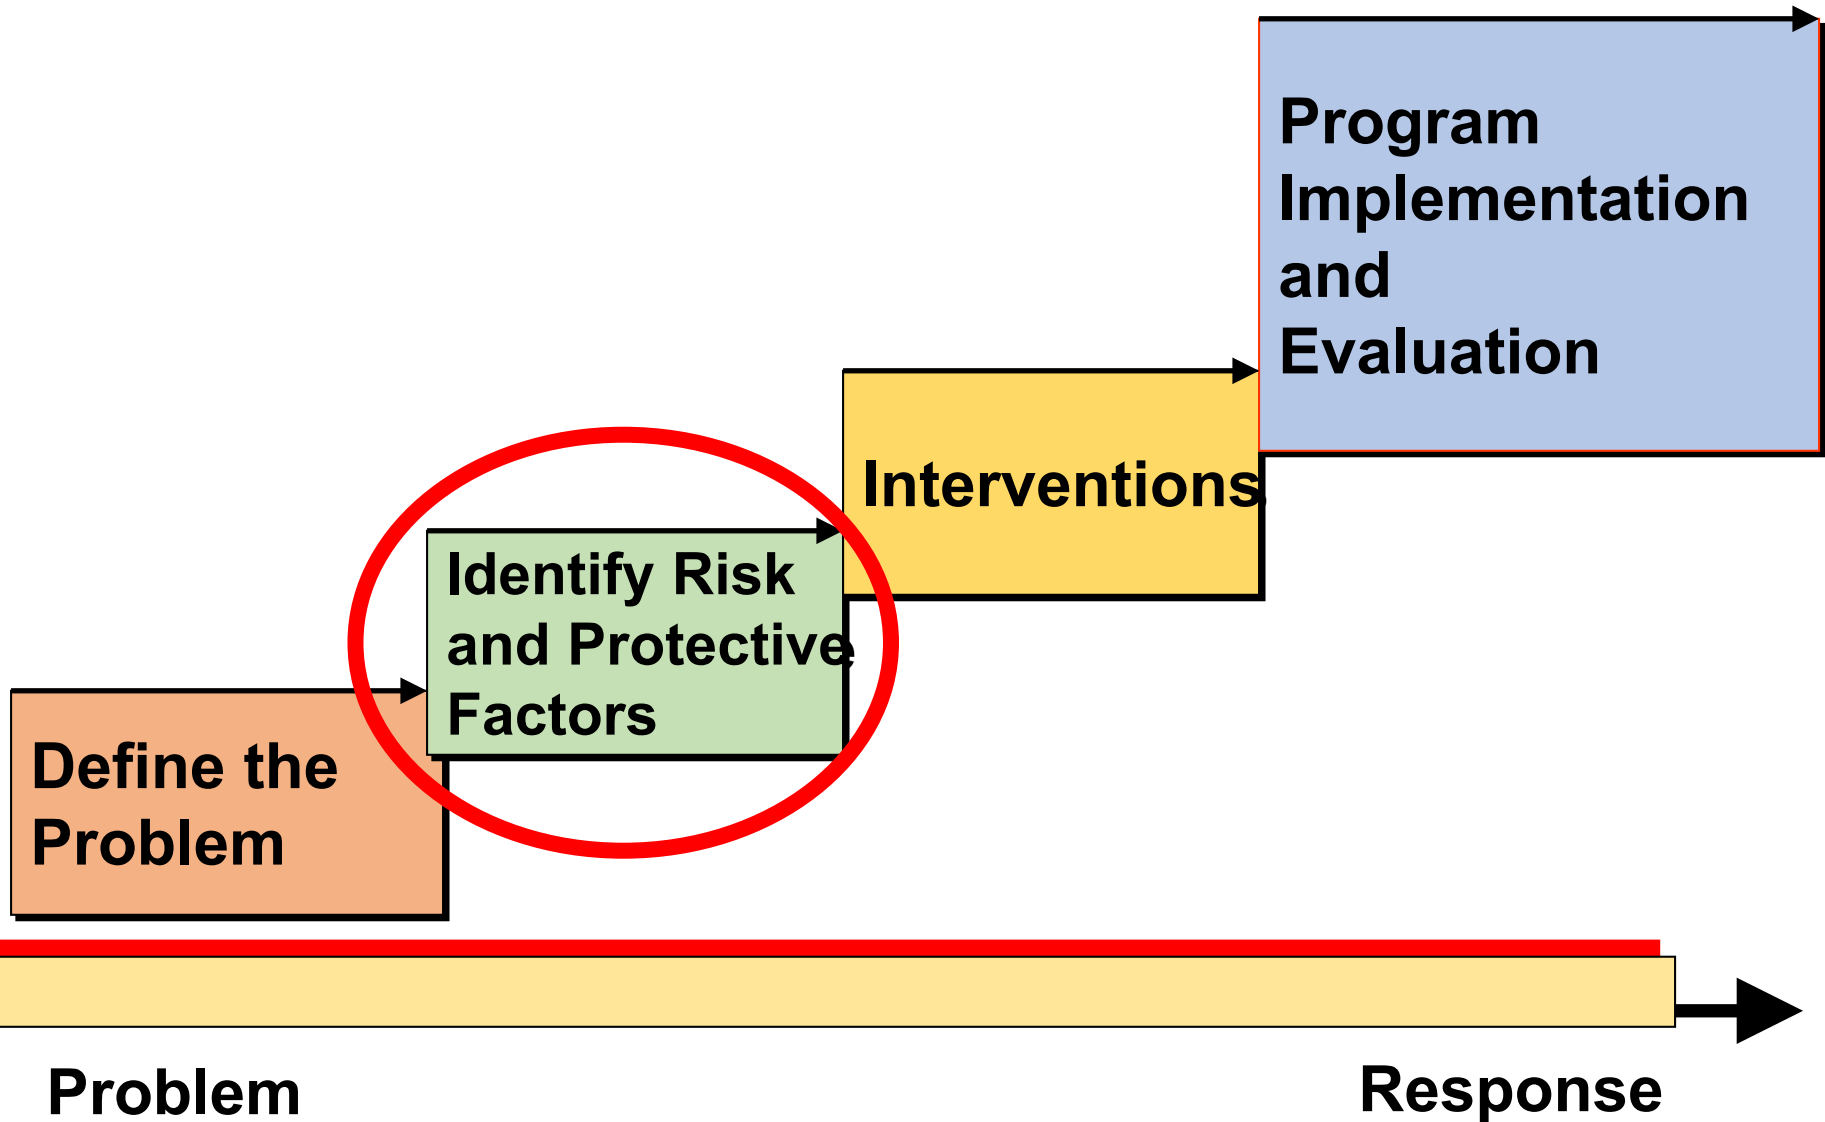 Define the
Problem
Identify Risk
and Protective
Factors
Interventions
Program
Implementation
and
Evaluation
Problem
Response